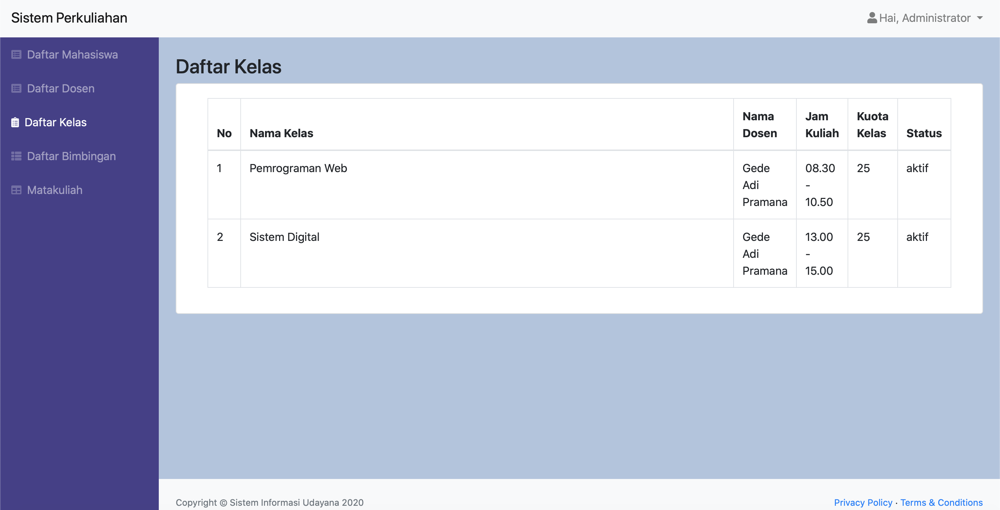 Sistem Perkuliahan
Hai, Administrator
Daftar Mahasiswa
Daftar Dosen
Daftar Kelas
Daftar Bimbingan
Matakuliah
Daftar Kelas
No Nama Kelas Nama Dosen Jam Kuliah Kuota Kelas Status
1 Pemrograman Web Gede Adi Pramana 08.30 - 10.50 25 aktif
2 Sistem Digital Gede Adi Pramana 13.00 - 15.00 25 aktif
Copyright © Sistem Informasi Udayana 2020
Privacy Policy · Terms & Conditions